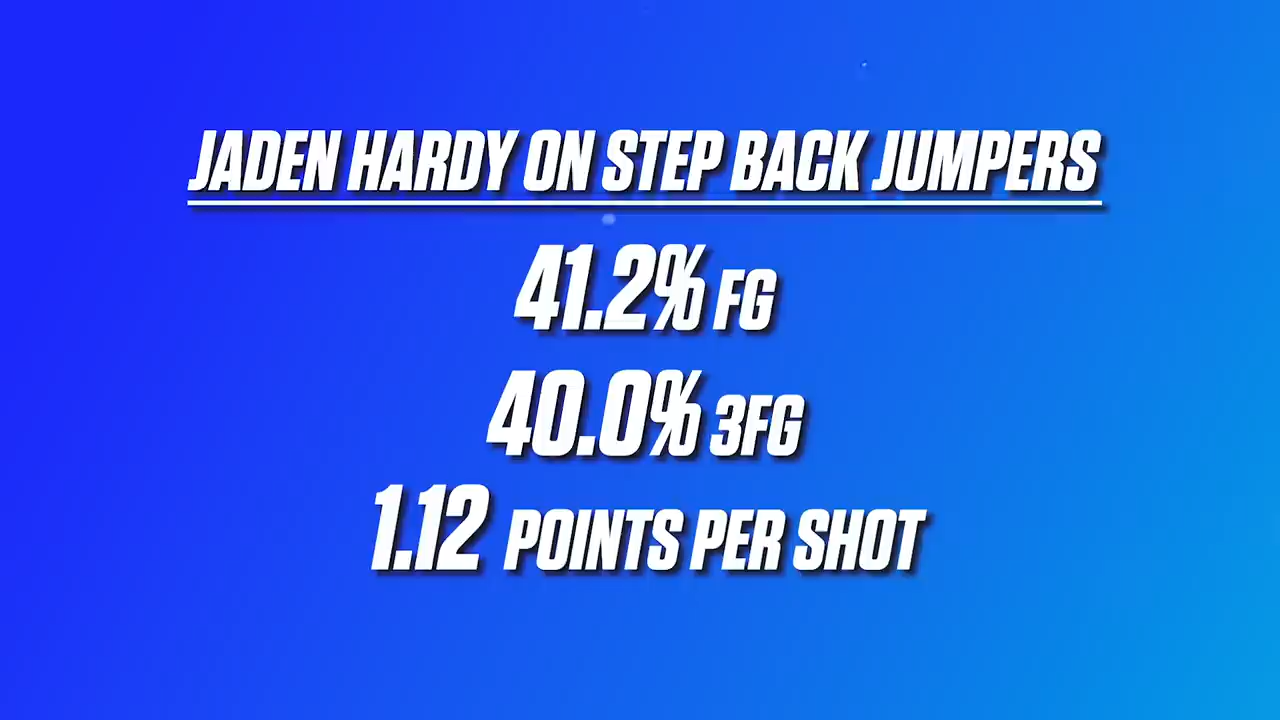 JADEN HARDY ON STEP BACK JUMPERS
41.2% FG
40.0% 3FG
1.12 POINTS PER SHOT